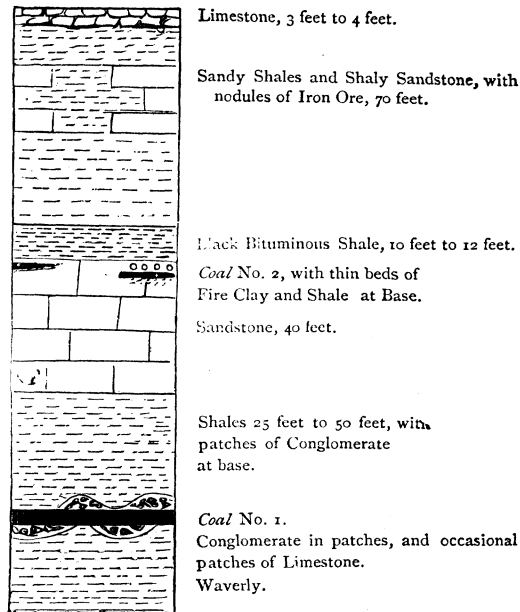 Limestone, 3 feet to 4 feet.
Sandy Shales and Shaly Sandstone, with
nodules of Iron Ore, 70 feet.
Black Bituminous Shale, 10 feet to 12 feet.
Coal No. 2, with thin beds of
Fire Clay and Shale at Base.
Sandstone, 40 feet.
Shales 25 feet to 50 feet, with
patches of Conglomerate
at base.
Coal No. 1.
Conglomerate in patches, and occasional
patches of Limestone.
Waverly.